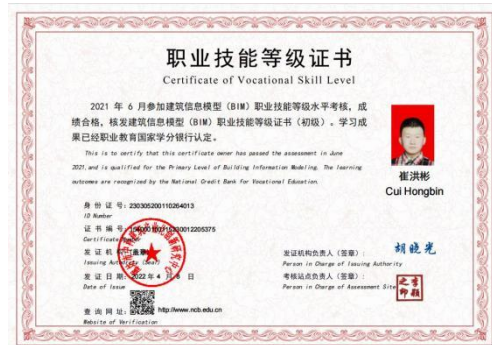 职业技能等级证书
Certificate of Vocational Skill Level
2021 年 6 月参加建筑信息模型（BIM）职业技能等级水平考核，成
绩合格，核发建筑信息模型（BIM）职业技能等级证书（初级）。学习成
果已经职业教育国家学分银行认定。
This is to certify that this certificate owner has passed the assessment in June
2021,and is qualified for the Primary Level of Building Information Modeling. The learning
outcomes are recognized by the National Credit Bank for Vocational Education.
崔洪彬
Cui Hongbin
身 份 证 号：230305200110264013
ID Number
证 书 编 号：
Certificate
发 证 机 构（盖章）
Issuing Authority (Seal)
发证机构负责人（签章）： 胡晓光
Person in Charge of Issuing Authority
发 证 日 期：2022 年 4 月 日
Date of Issue
考核站点负责人（签章）：
Person in Charge of Assessment Site
查 询 网 址： http://www.ncb.edu.cn
Website of Verification